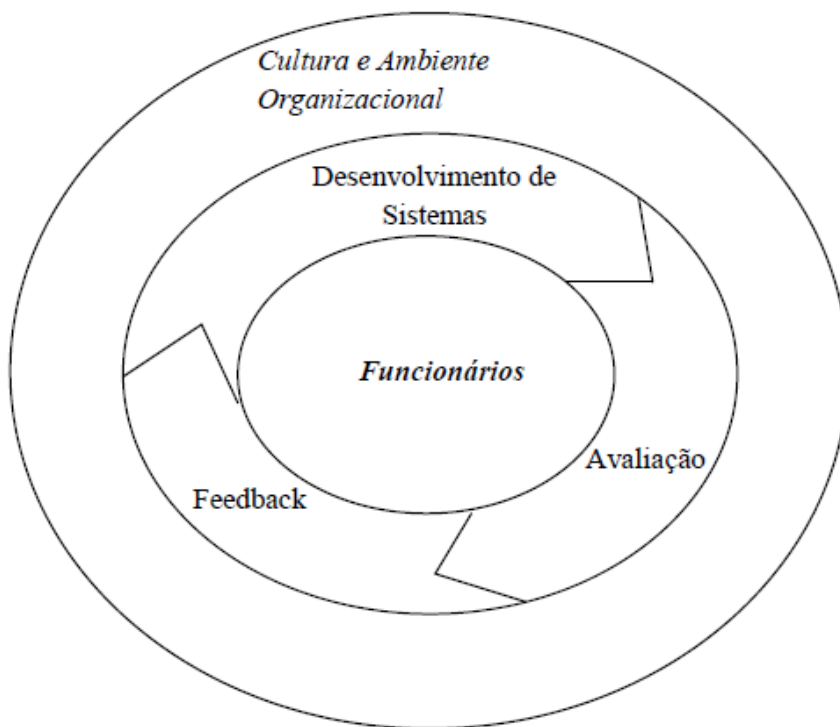 Cultura e Ambiente
Organizacional
Desenvolvimento de
Sistemas
Funcionários
Avaliação
Feedback